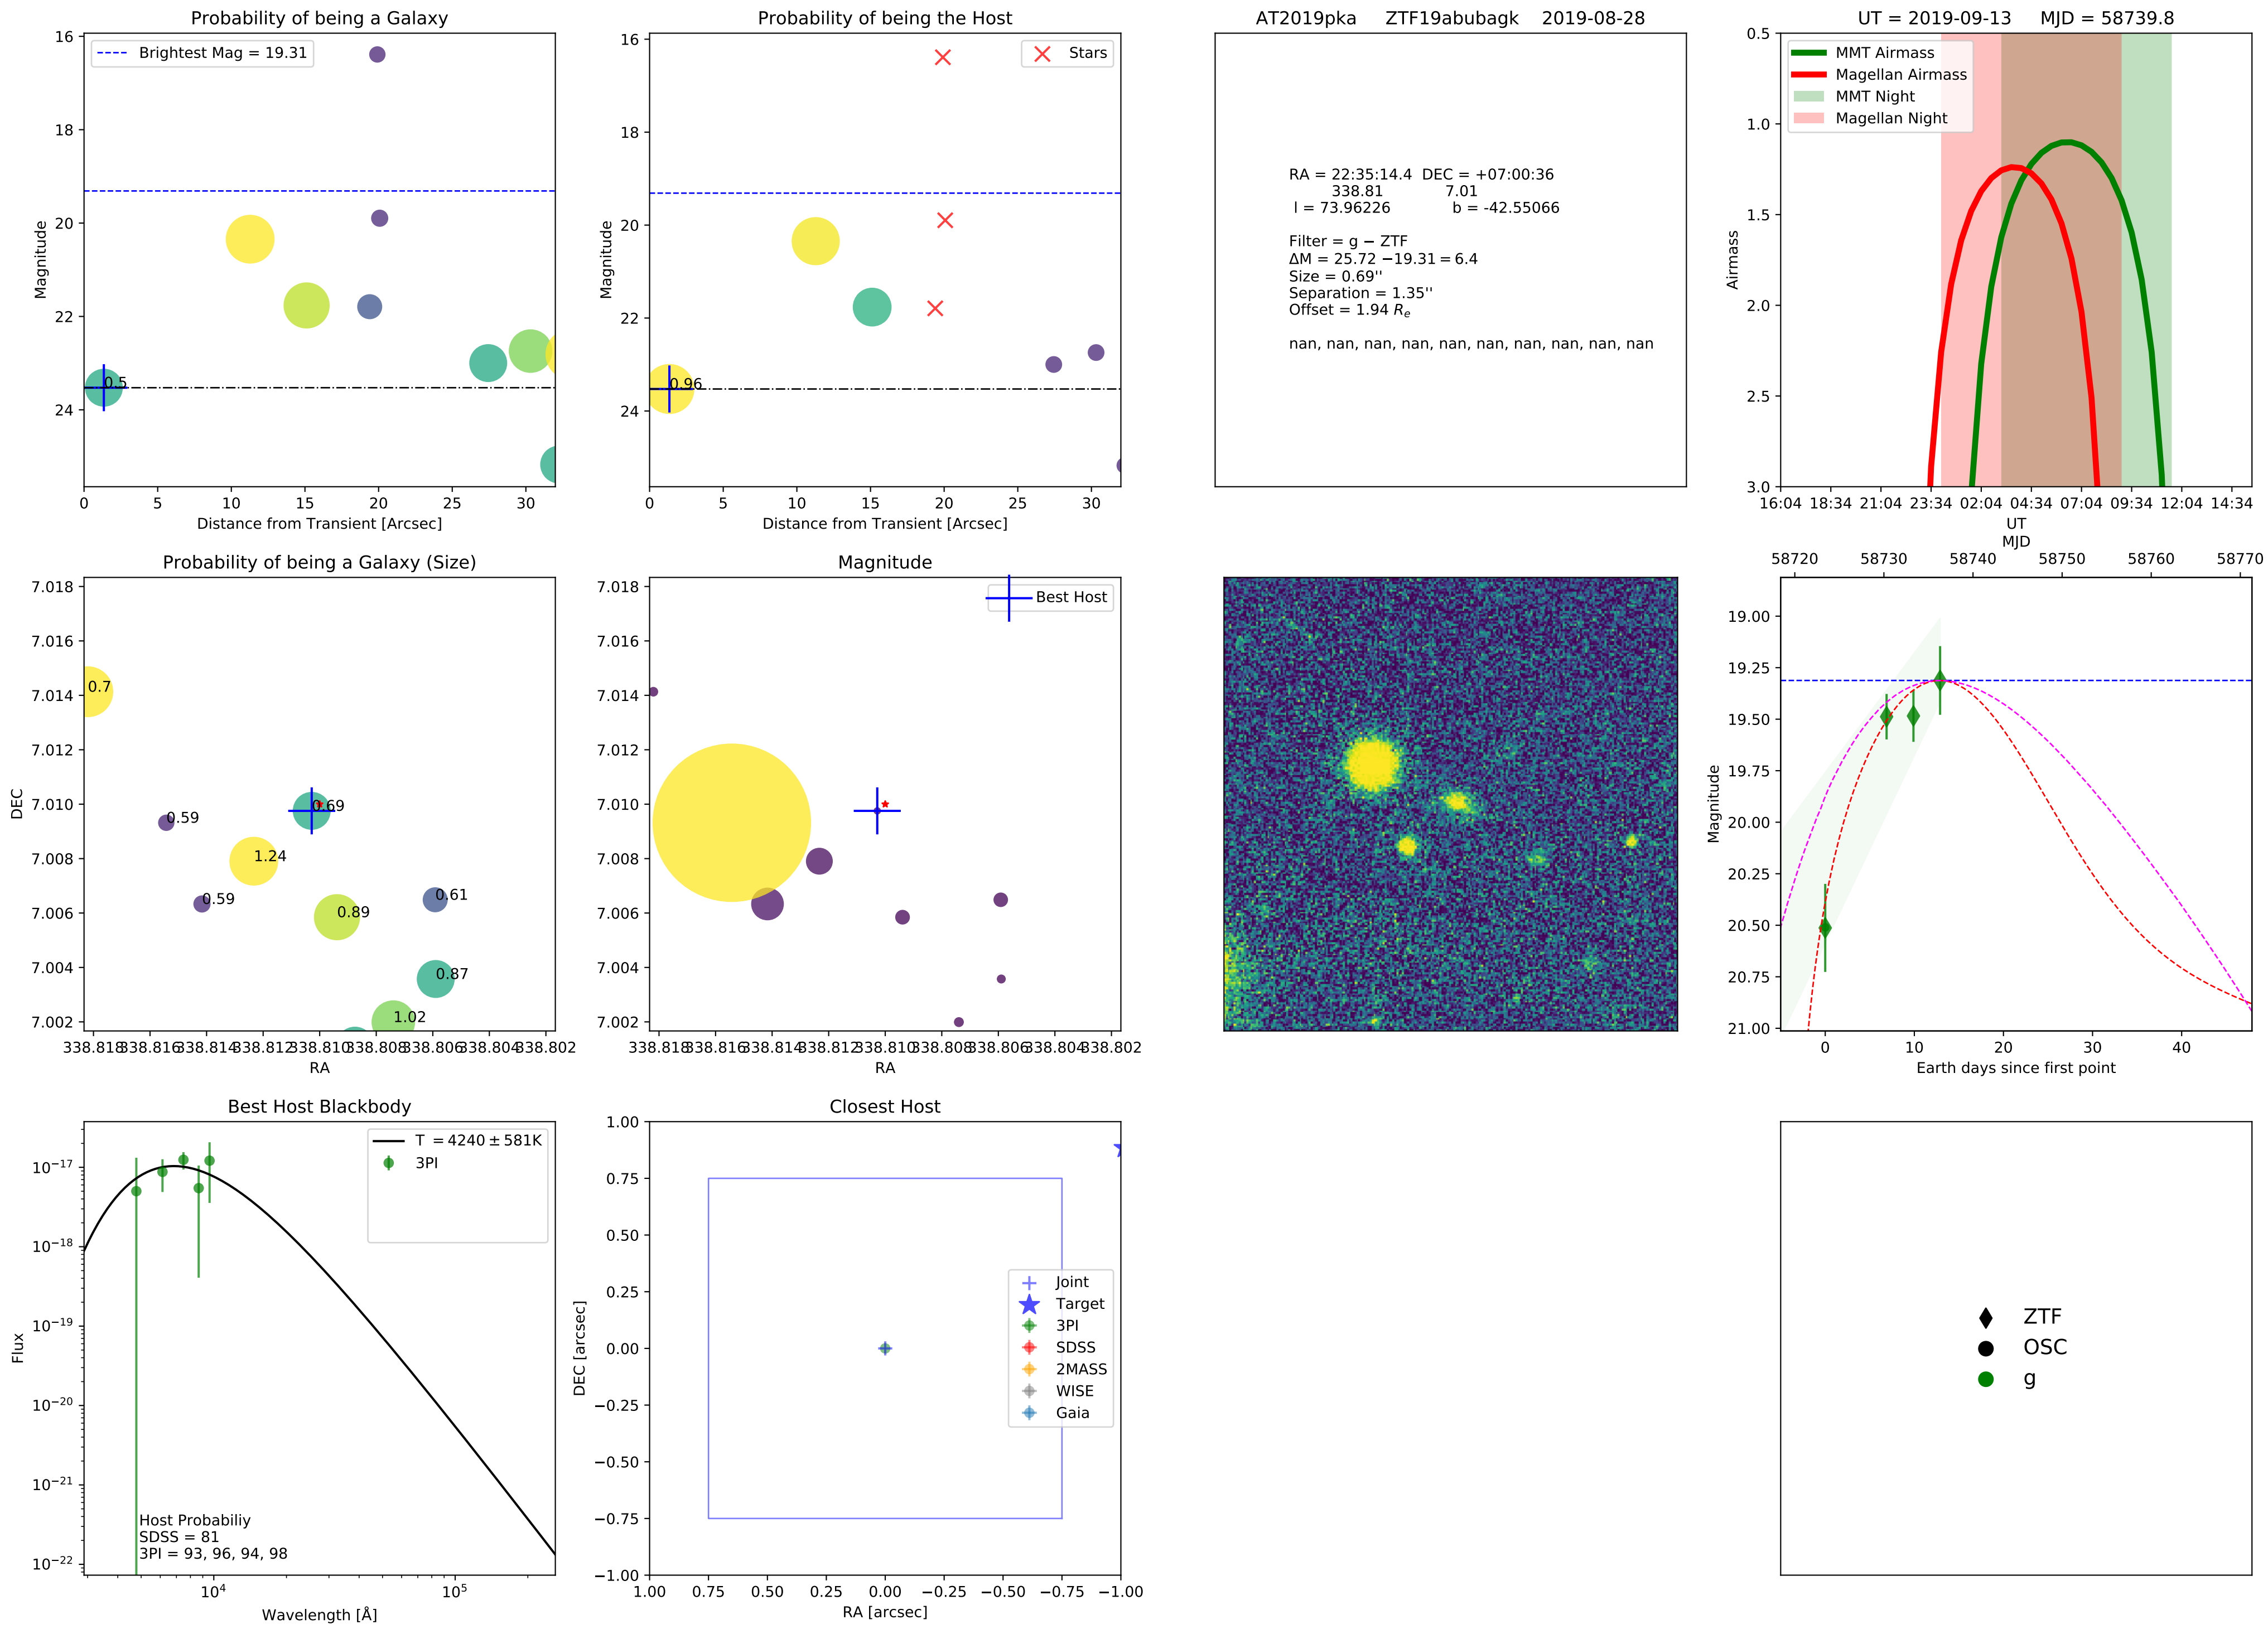 Probability of being a Galaxy
Brightest Mag = 19.31
0.5
16
18
20
22
24
Magnitude
0 5 10 15 20 25 30
Distance from Transient [Arcsec]
Probability of being the Host
Stars
0.96
16
18
20
22
24
Magnitude
0 5 10 15 20 25 30
Distance from Transient [Arcsec]
AT2019pka ZTF19abubagk 2019-08-28
RA = 22:35:14.4 DEC = +07:00:36
338.81 7.01
l = 73.96226 b = -42.55066
Filter = g − ZTF
ΔM = 25.72 −19.31 = 6.4
Size = 0.69''
Separation = 1.35''
Offset = 1.94 Rₑ
nan, nan, nan, nan, nan, nan, nan, nan, nan, nan
UT = 2019-09-13 MJD = 58739.8
MMT Airmass
Magellan Airmass
MMT Night
Magellan Night
0.5
1.0
1.5
2.0
2.5
3.0
Airmass
16:04 18:34 21:04 23:34 02:04 04:34 07:04 09:34 12:04 14:34
UT
Probability of being a Galaxy (Size)
7.018
7.016
7.014
7.012
7.010
7.008
7.006
7.004
7.002
DEC
0.7
0.69
0.59
1.24
0.59
0.61
0.89
0.87
1.02
338.818 338.816 338.814 338.812 338.810 338.808 338.806 338.804 338.802
RA
Magnitude
Best Host
7.018
7.016
7.014
7.012
7.010
7.008
7.006
7.004
7.002
338.818 338.816 338.814 338.812 338.810 338.808 338.806 338.804 338.802
RA
MJD
58720 58730 58740 58750 58760 58770
19.00
19.25
19.50
19.75
20.00
20.25
20.50
20.75
21.00
Magnitude
0 10 20 30 40
Earth days since first point
Best Host Blackbody
T = 4240 ± 581K
3PI
10⁻¹⁷
10⁻¹⁸
10⁻¹⁹
10⁻²⁰
10⁻²¹
10⁻²²
Flux
Host Probabiliy
SDSS = 81
3PI = 93, 96, 94, 98
10⁴ 10⁵
Wavelength [Å]
Closest Host
1.00
0.75
0.50
0.25
0.00
−0.25
−0.50
−0.75
−1.00
DEC [arcsec]
Joint
Target
3PI
SDSS
2MASS
WISE
Gaia
1.00 0.75 0.50 0.25 0.00 −0.25 −0.50 −0.75 −1.00
RA [arcsec]
ZTF
OSC
g